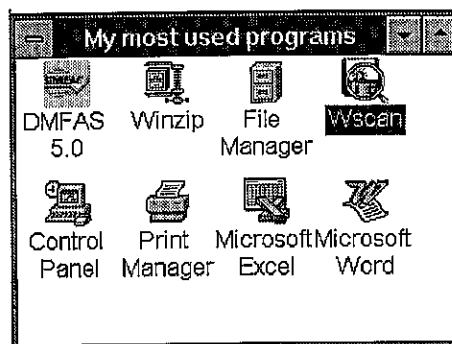 My most used programs
DMFAS Winzip File Wscan
5.0 Manager
Control Print Microsoft Microsoft
Panel Manager Excel Word